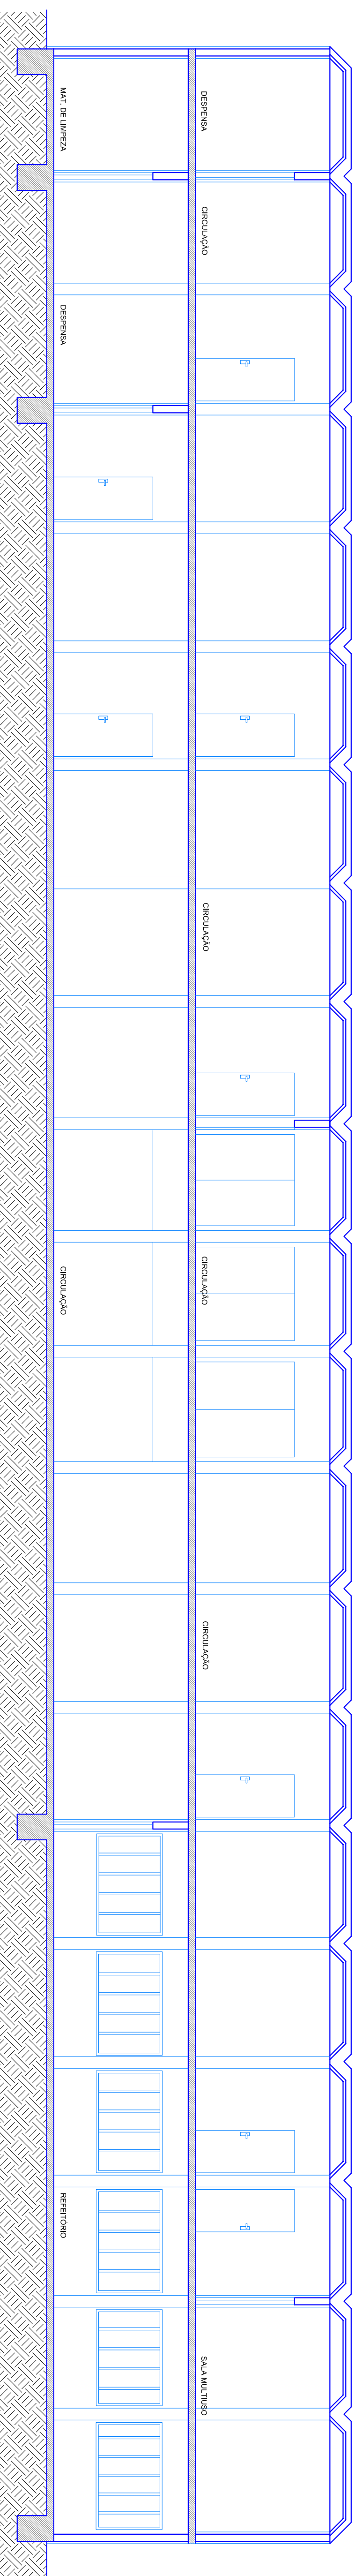 DESPENSA
CIRCULAÇÃO
CIRCULAÇÃO
CIRCULAÇÃO
CIRCULAÇÃO
SALA MULTIUSO
MAT. DE LIMPEZA
DESPENSA
CIRCULAÇÃO
REFEITÓRIO